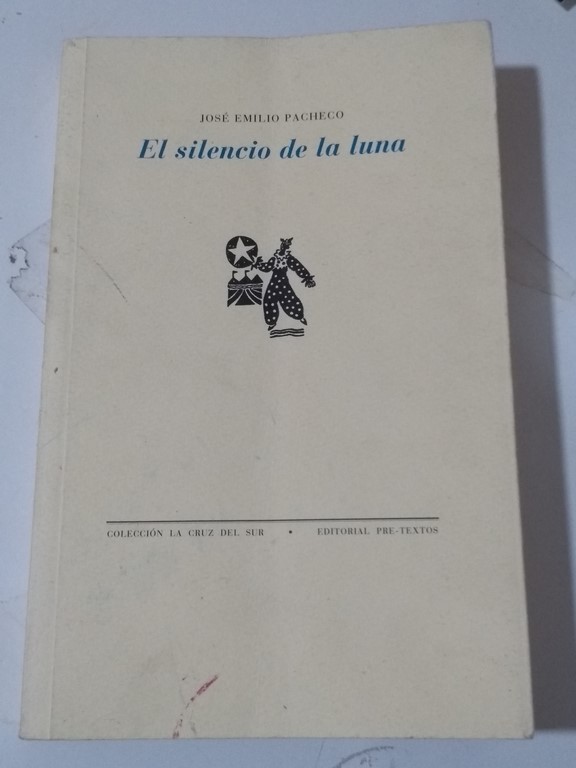 JOSÉ EMILIO PACHECO
El silencio de la luna
COLECCIÓN LA CRUZ DEL SUR • EDITORIAL PRE-TEXTOS